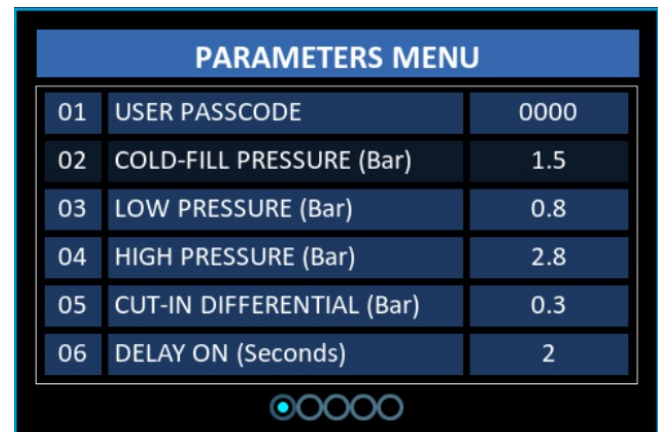 PARAMETERS MENU
01 USER PASSCODE 0000
02 COLD-FILL PRESSURE (Bar) 1.5
03 LOW PRESSURE (Bar) 0.8
04 HIGH PRESSURE (Bar) 2.8
05 CUT-IN DIFFERENTIAL (Bar) 0.3
06 DELAY ON (Seconds) 2